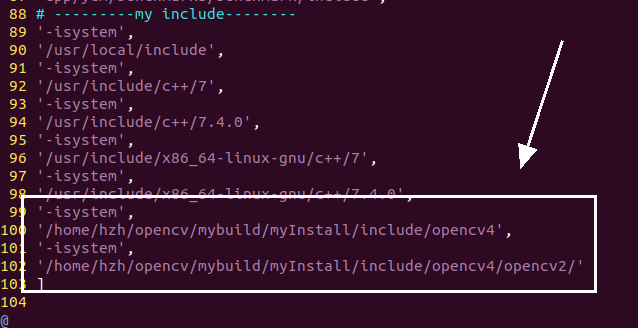 88 # ---------my include--------
89 '-isystem',
90 '/usr/local/include',
91 '-isystem',
92 '/usr/include/c++/7',
93 '-isystem',
94 '/usr/include/c++/7.4.0',
95 '-isystem',
96 '/usr/include/x86_64-linux-gnu/c++/7',
97 '-isystem',
98 '/usr/include/x86_64-linux-gnu/c++/7.4.0',
99 '-isystem',
100 '/home/hzh/opencv/mybuild/myInstall/include/opencv4',
101 '-isystem',
102 '/home/hzh/opencv/mybuild/myInstall/include/opencv4/opencv2/'
103 ]
104
@